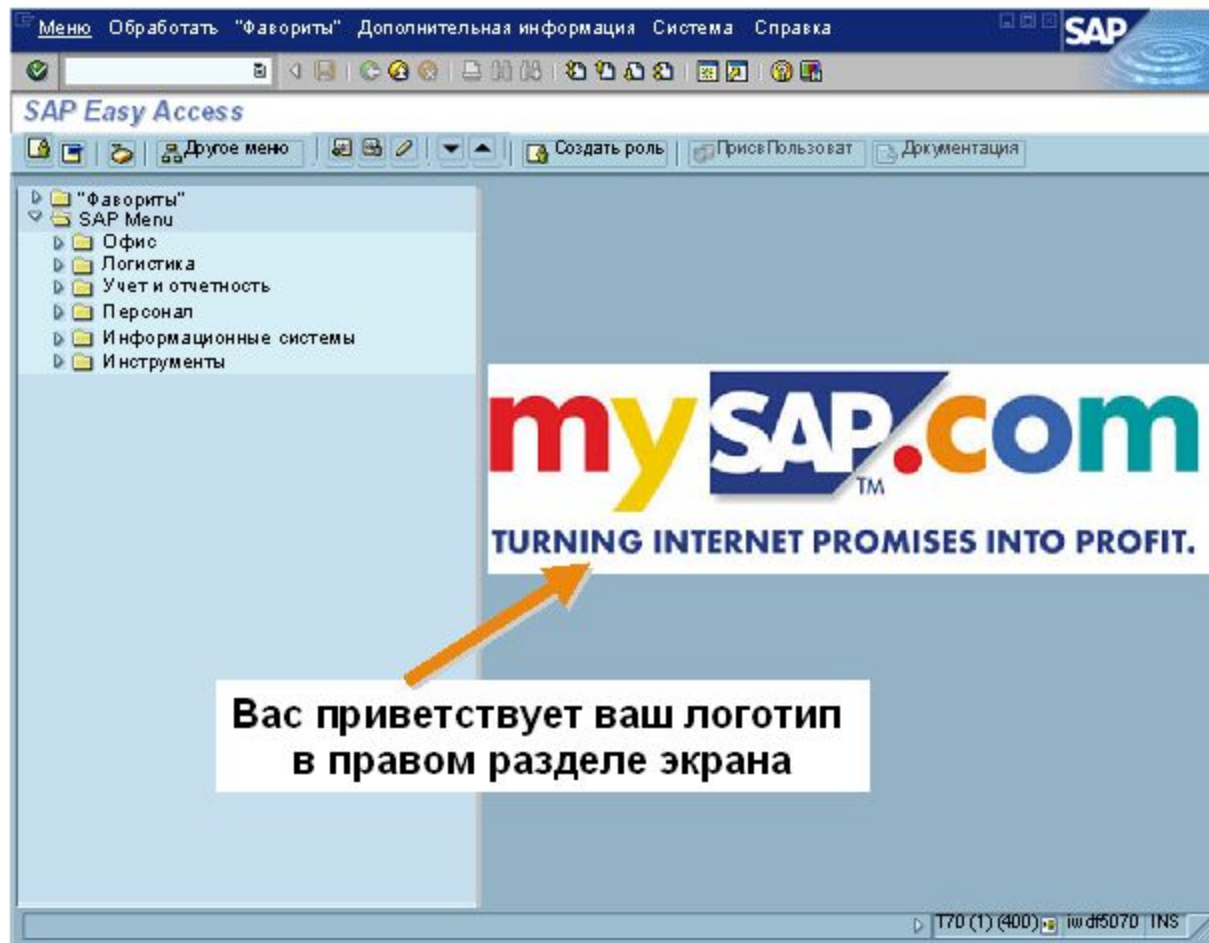 Меню Обработать "Фавориты" Дополнительная информация Система Справка
SAP
SAP Easy Access
Другое меню Создать роль ПрисвПользоват Документация
"Фавориты"
SAP Menu
Офис
Логистика
Учет и отчетность
Персонал
Информационные системы
Инструменты
mySAP.com
TM
TURNING INTERNET PROMISES INTO PROFIT.
Вас приветствует ваш логотип
в правом разделе экрана
T70 (1) (400) iwdf5070 INS